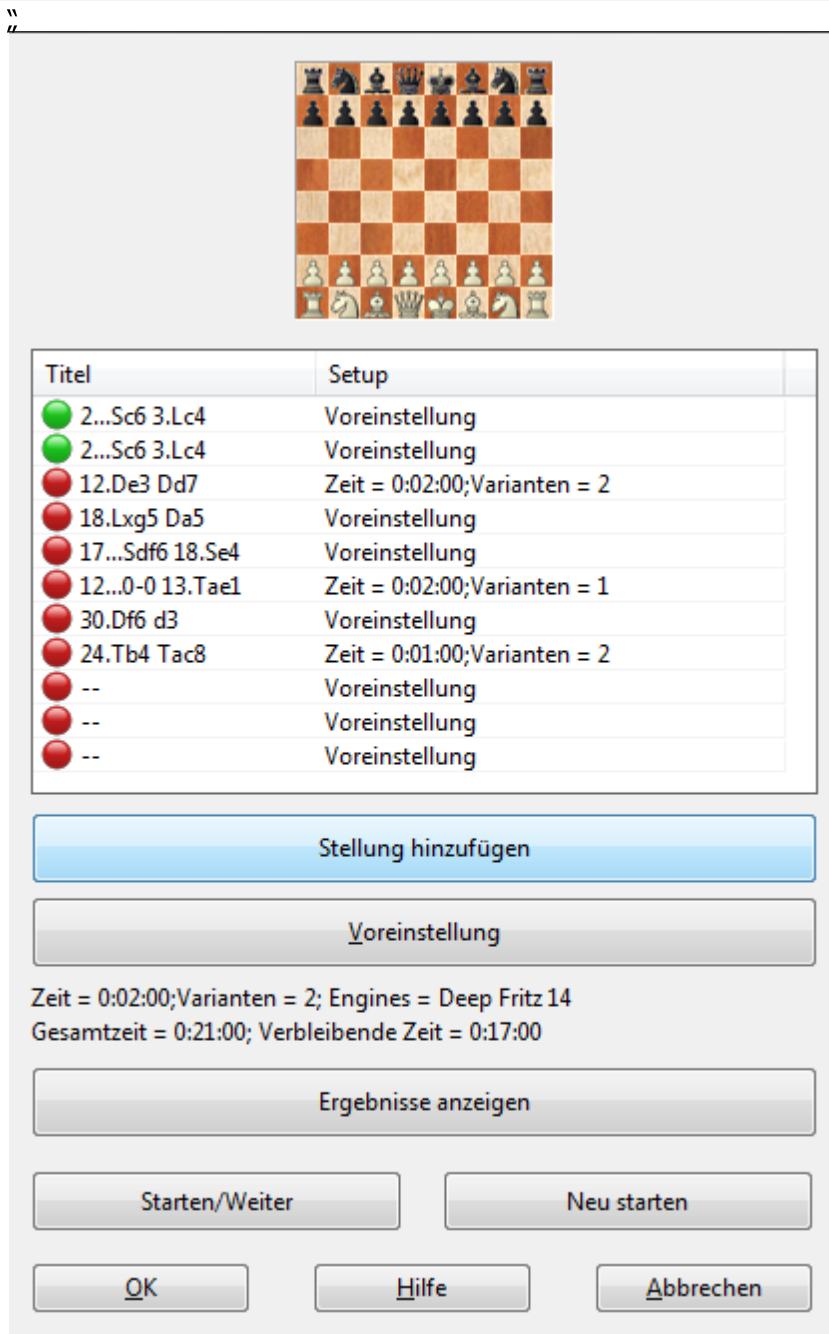 "
Titel Setup
2...Sc6 3.Lc4 Voreinstellung
2...Sc6 3.Lc4 Voreinstellung
12.De3 Dd7 Zeit = 0:02:00;Varianten = 2
18.Lxg5 Da5 Voreinstellung
17...Sdf6 18.Se4 Voreinstellung
12...0-0 13.Tae1 Zeit = 0:02:00;Varianten = 1
30.Df6 d3 Voreinstellung
24.Tb4 Tac8 Zeit = 0:01:00;Varianten = 2
-- Voreinstellung
-- Voreinstellung
-- Voreinstellung
Stellung hinzufügen
Voreinstellung
Zeit = 0:02:00;Varianten = 2; Engines = Deep Fritz 14
Gesamtzeit = 0:21:00; Verbleibende Zeit = 0:17:00
Ergebnisse anzeigen
Starten/Weiter Neu starten
OK Hilfe Abbrechen